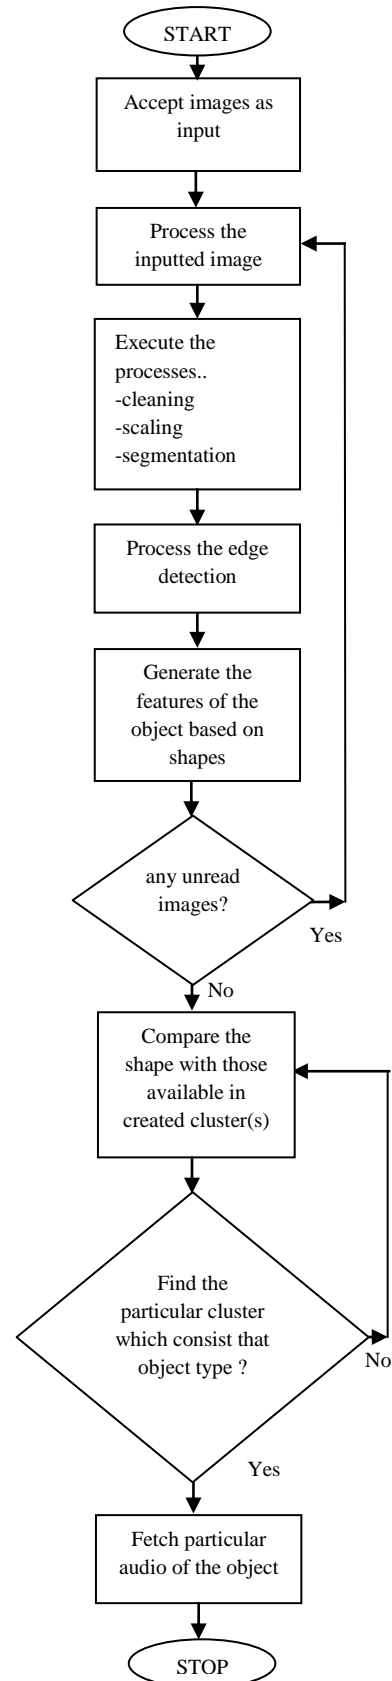 START
Accept images as
input
Process the
inputted image
Execute the
processes..
-cleaning
-scaling
-segmentation
Process the edge
detection
Generate the
features of the
object based on
shapes
any unread
images?
Yes
No
Compare the
shape with those
available in
created cluster(s)
Find the
particular cluster
which consist that
object type ?
No
Yes
Fetch particular
audio of the object
STOP